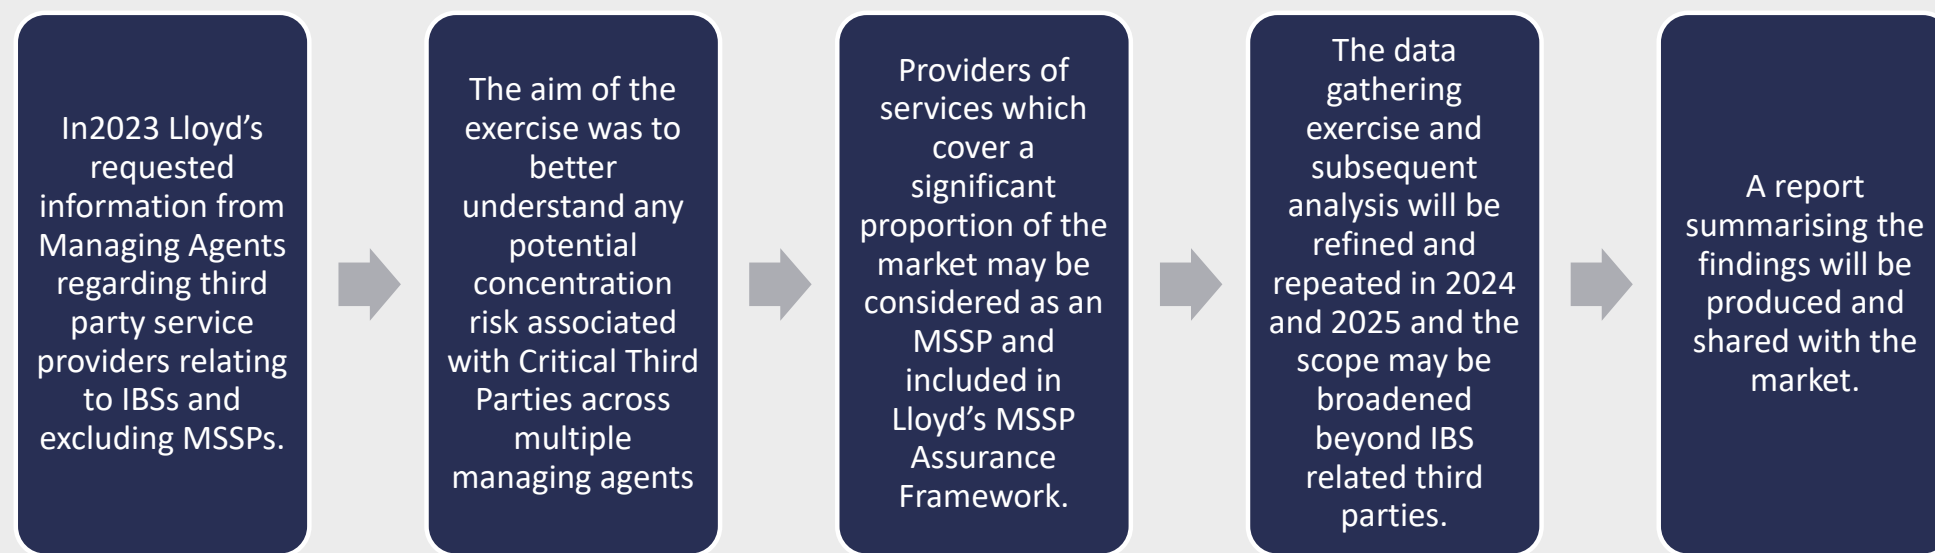 In2023 Lloyd’s
requested
information from
Managing Agents
regarding third
party service
providers relating
to IBSs and
excluding MSSPs.
The aim of the
exercise was to
better
understand any
potential
concentration
risk associated
with Critical Third
Parties across
multiple
managing agents
Providers of
services which
cover a
significant
proportion of the
market may be
considered as an
MSSP and
included in
Lloyd’s MSSP
Assurance
Framework.
The data
gathering
exercise and
subsequent
analysis will be
refined and
repeated in 2024
and 2025 and the
scope may be
broadened
beyond IBS
related third
parties.
A report
summarising the
findings will be
produced and
shared with the
market.